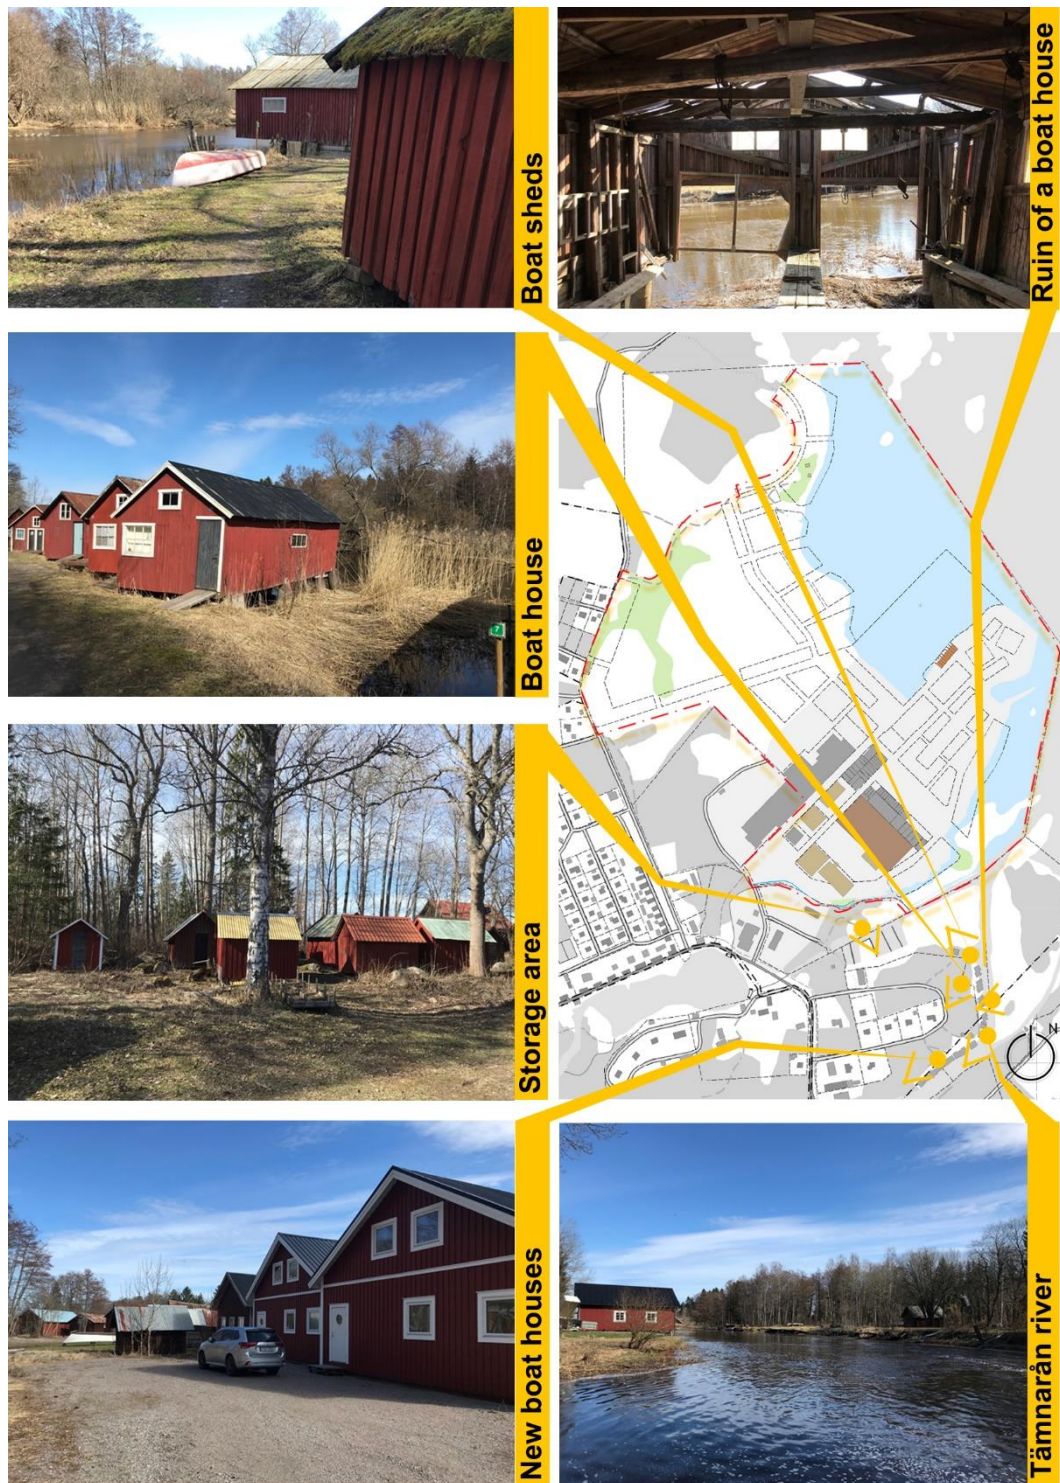 Boat sheds
Ruin of a boat house
Boat house
7
Storage area
N
New boat houses
Tämnarån river